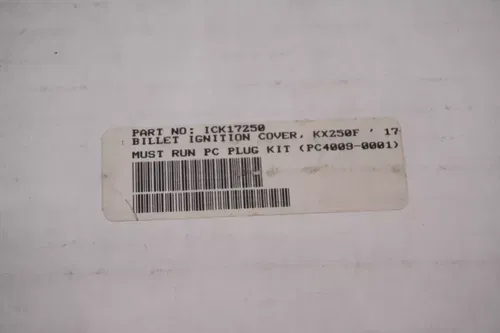 PART NO: ICK17250
: BILLET IGNITION COVER, KX250F ' 17-
MUST RUN PC PLUG KIT (PC4009-0001)